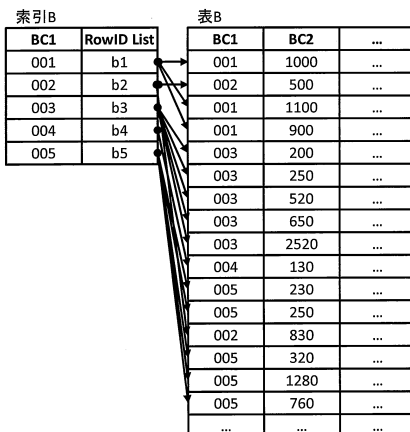 索引B
BC1 RowID List
001 b1
002 b2
003 b3
004 b4
005 b5
表B
BC1 BC2 ...
001 1000 ...
002 500 ...
001 1100 ...
001 900 ...
003 200 ...
003 250 ...
003 520 ...
003 650 ...
003 2520 ...
004 130 ...
005 230 ...
005 250 ...
002 830 ...
005 320 ...
005 1280 ...
005 760 ...
... ... ...